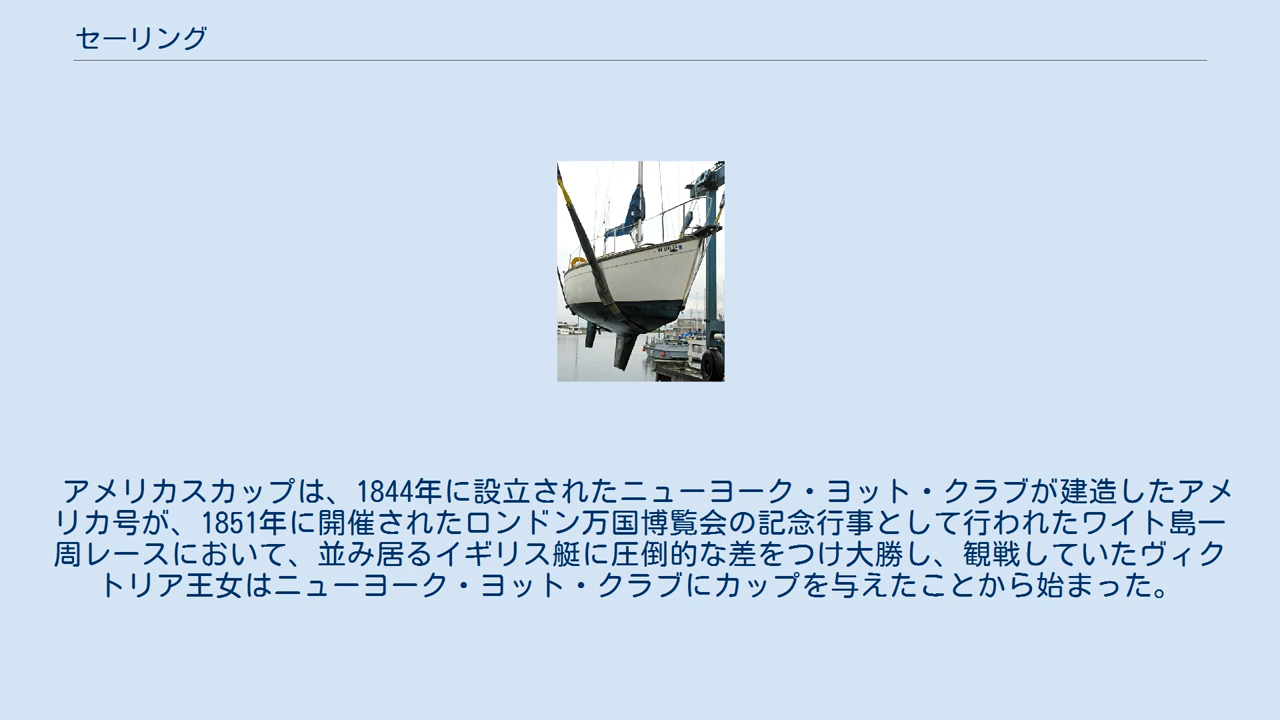 セーリング
アメリカスカップは、1844年に設立されたニューヨーク・ヨット・クラブが建造したアメ
リカ号が、1851年に開催されたロンドン万国博覧会の記念行事として行われたワイト島一
周レースにおいて、並み居るイギリス艇に圧倒的な差をつけ大勝し、観戦していたヴィク
トリア王女はニューヨーク・ヨット・クラブにカップを与えたことから始まった。